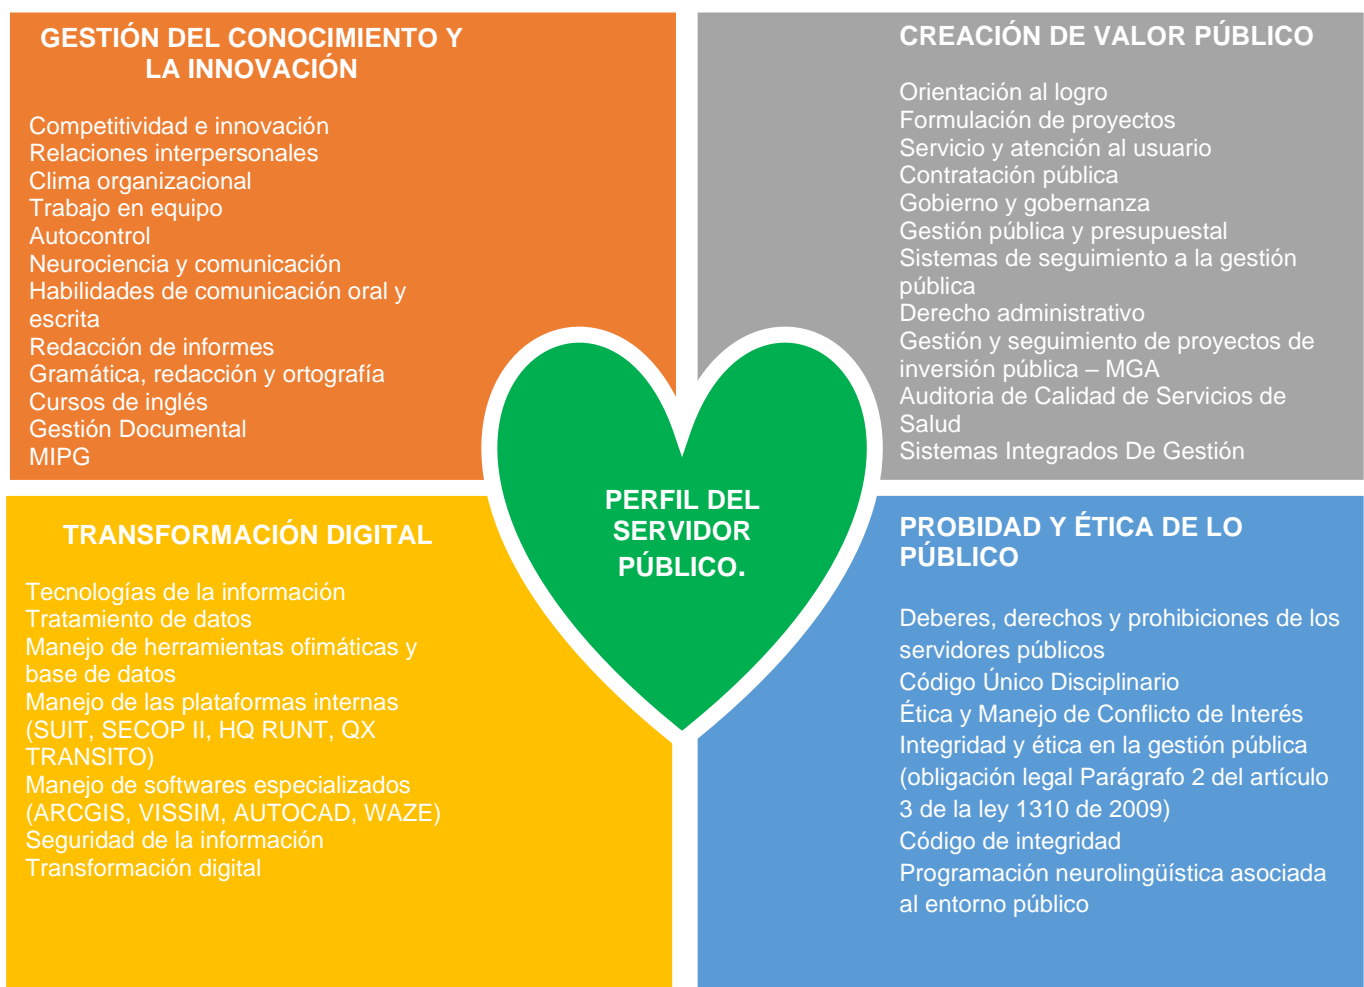 GESTIÓN DEL CONOCIMIENTO Y
LA INNOVACIÓN
Competitividad e innovación
Relaciones interpersonales
Clima organizacional
Trabajo en equipo
Autocontrol
Neurociencia y comunicación
Habilidades de comunicación oral y
escrita
Redacción de informes
Gramática, redacción y ortografía
Cursos de inglés
Gestión Documental
MIPG
CREACIÓN DE VALOR PÚBLICO
Orientación al logro
Formulación de proyectos
Servicio y atención al usuario
Contratación pública
Gobierno y gobernanza
Gestión pública y presupuestal
Sistemas de seguimiento a la gestión
pública
Derecho administrativo
Gestión y seguimiento de proyectos de
inversión pública – MGA
Auditoria de Calidad de Servicios de
Salud
Sistemas Integrados De Gestión
PERFIL DEL
SERVIDOR
PÚBLICO.
TRANSFORMACIÓN DIGITAL
Tecnologías de la información
Tratamiento de datos
Manejo de herramientas ofimáticas y
base de datos
Manejo de las plataformas internas
(SUIT, SECOP II, HQ RUNT, QX
TRANSITO)
Manejo de softwares especializados
(ARCGIS, VISSIM, AUTOCAD, WAZE)
Seguridad de la información
Transformación digital
PROBIDAD Y ÉTICA DE LO
PÚBLICO
Deberes, derechos y prohibiciones de los
servidores públicos
Código Único Disciplinario
Ética y Manejo de Conflicto de Interés
Integridad y ética en la gestión pública
(obligación legal Parágrafo 2 del artículo
3 de la ley 1310 de 2009)
Código de integridad
Programación neurolingüística asociada
al entorno público